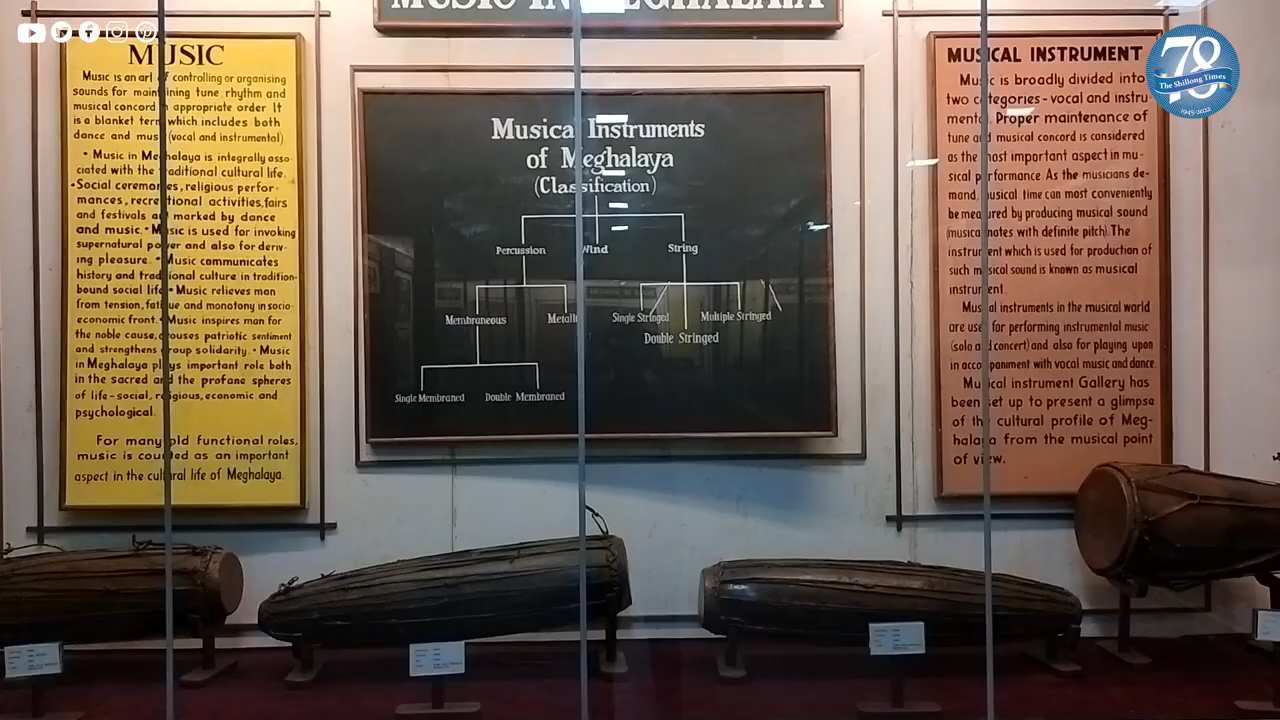 MUSIC IN MEGHALAYA
78
The Shillong Times
1945-2022
MUSIC
Music is an art of controlling or organising
sounds for maintaining tune, rhythm and
musical concord in appropriate order. It
is a blanket term which includes both
dance and music (vocal and instrumental)
• Music in Meghalaya is integrally asso-
ciated with the traditional cultural life.
• Social ceremonies, religious perfor-
mances, recreational activities, fairs
and festivals are marked by dance
and music. • Music is used for invoking
supernatural power and also for deriv-
ing pleasure. • Music communicates
history and traditional culture in tradition-
bound social life. • Music relieves man
from tension, fatigue and monotony in socio-
economic front. • Music inspires man for
the noble cause, arouses patriotic sentiment
and strengthens group solidarity. • Music
in Meghalaya plays important role both
in the sacred and the profane spheres
of life - social, religious, economic and
psychological.
For many old functional roles,
music is counted as an important
aspect in the cultural life of Meghalaya.
Musical Instruments
of Meghalaya
(Classification)
Percussion Wind String
Membraneous Metallic Single Stringed Multiple Stringed
Double Stringed
Single Membraned Double Membraned
MUSICAL INSTRUMENT
Music is broadly divided into
two categories - vocal and instru
mental. Proper maintenance of
tune and musical concord is considered
as the most important aspect in mu-
sical performance. As the musicians de-
mand, musical time can most conveniently
be measured by producing musical sound
(musical notes with definite pitch). The
instrument which is used for production of
such musical sound is known as musical
instrument.
Musical instruments in the musical world
are used for performing instrumental music
(solo and concert) and also for playing upon
in accompaniment with vocal music and dance.
Musical instrument Gallery has
been set up to present a glimpse
of the cultural profile of Meg-
halaya from the musical point
of view.